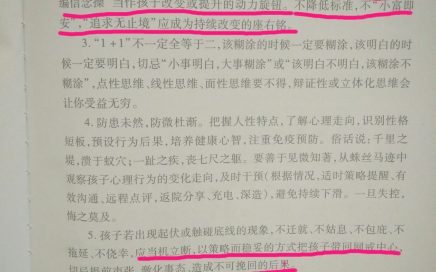 编信念操 当作孩子改变或提升的动力旋钮。不降低标准，不“小富即
安”，“追求无止境”应成为持续改变的座右铭。
3.“1＋1”不一定全等于二，该糊涂的时候一定要糊涂，该明白的时
候一定要明白，切忌“小事明白，大事糊涂”或“该明白不明白，该糊涂不
糊涂”，点性思维、线性思维、面性思维要不得，辩证性或立体化思维会
让你受益无穷。
4. 防患未然，防微杜渐。把握人性特点，了解心理走向，识别性格
短板，预设行为后果，培养健康心智，注重免疫预防。俗话说：千里之
堤，溃于蚁穴；一趾之疾，丧七尺之躯。要善于见微知著，从蛛丝马迹中
观察孩子心理行为的变化走向，及时干预（根据情况，适时策略提醒、有
效沟通、远程点评，返院分享、充电、深造），避免持续下滑。一旦失控，
悔之莫及。
5. 孩子若出现起伏或触碰底线的现象，不迁就、不姑息、不包庇、不
拖延、不侥幸，应当机立断，以策略而稳妥的方式把孩子带回网戒中心，
切忌 造成不可挽回的后果